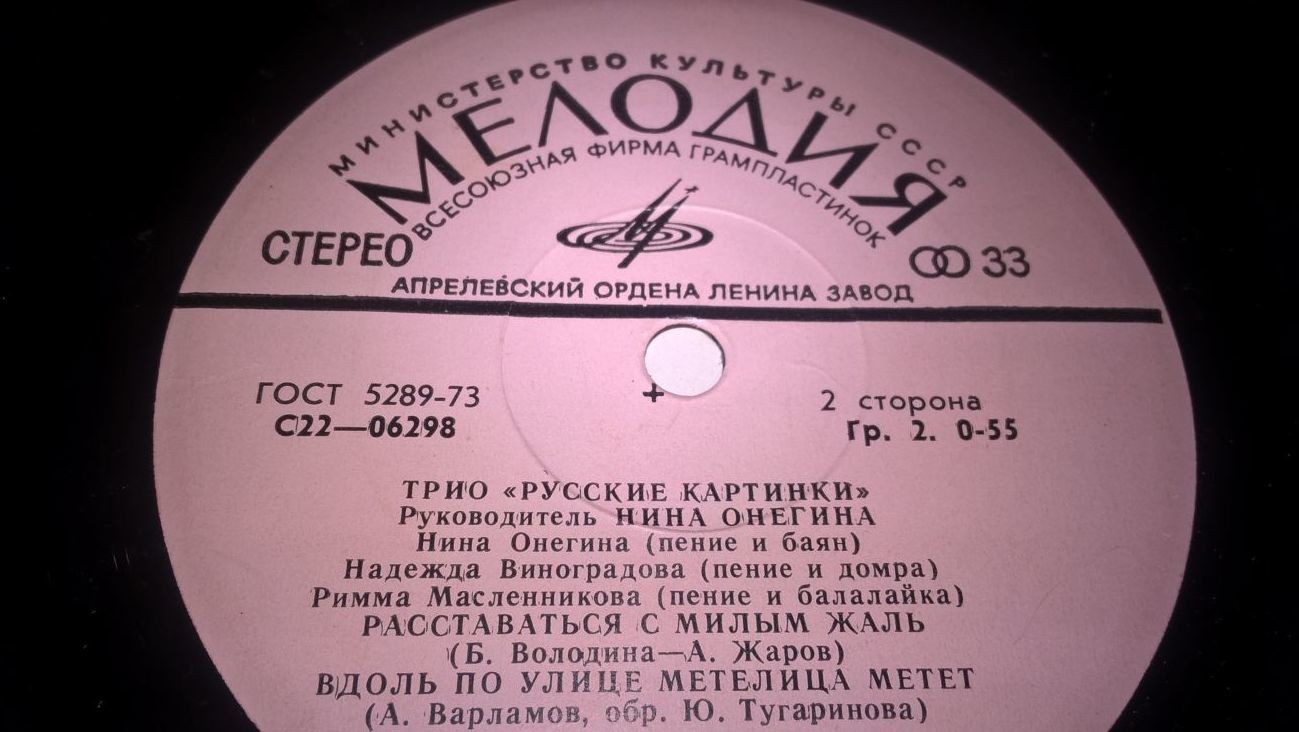 МИНИСТЕРСТВО КУЛЬТУРЫ СССР
МЕЛОДИЯ
ВСЕСОЮЗНАЯ ФИРМА ГРАМПЛАСТИНОК
СТЕРЕО
33
АПРЕЛЕВСКИЙ ОРДЕНА ЛЕНИНА ЗАВОД
ГОСТ 5289-73
2 сторона
С22—06298
Гр. 2. 0-55
ТРИО «РУССКИЕ КАРТИНКИ»
Руководитель НИНА ОНЕГИНА
Нина Онегина (пение и баян)
Надежда Виноградова (пение и домра)
Римма Масленникова (пение и балалайка)
РАССТАВАТЬСЯ С МИЛЫМ ЖАЛЬ
(Б. Володина—А. Жаров)
ВДОЛЬ ПО УЛИЦЕ МЕТЕЛИЦА МЕТЕТ
(А. Варламов, обр. Ю. Тугаринова)